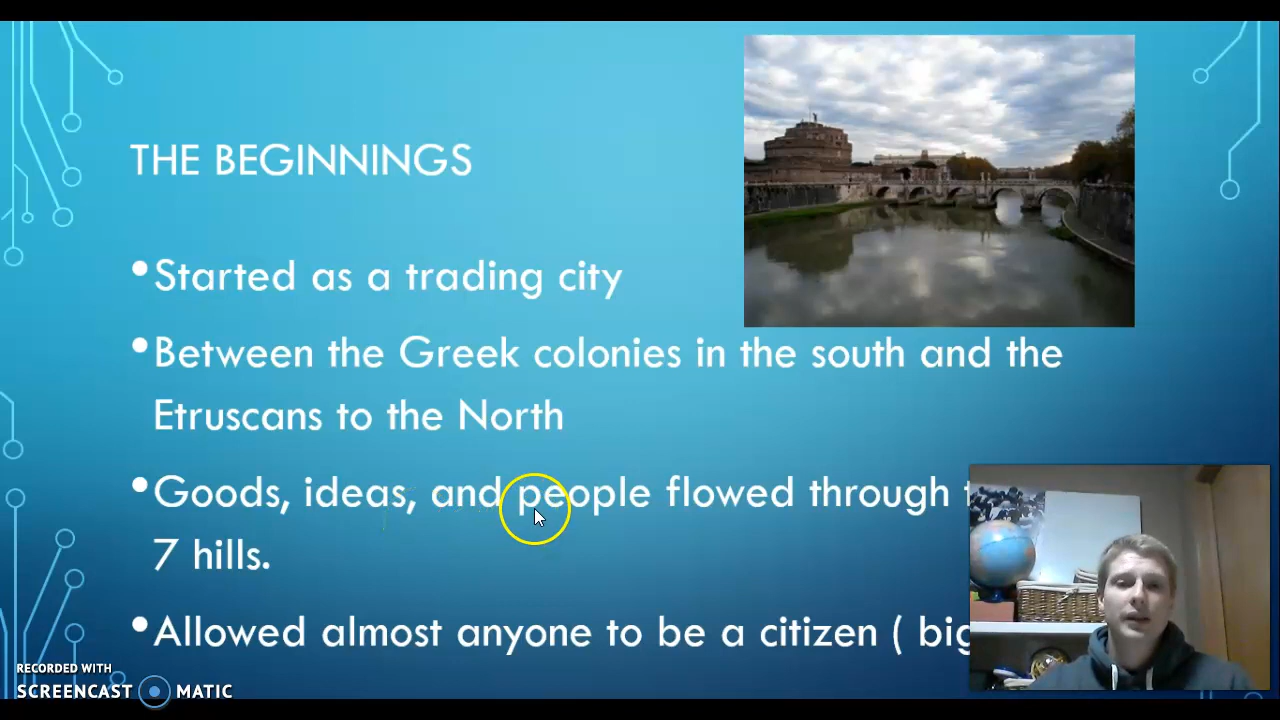 THE BEGINNINGS
•Started as a trading city
•Between the Greek colonies in the south and the
Etruscans to the North
•Goods, ideas, and people flowed through
7 hills.
•Allowed almost anyone to be a citizen (
RECORDED WITH
SCREENCAST MATIC